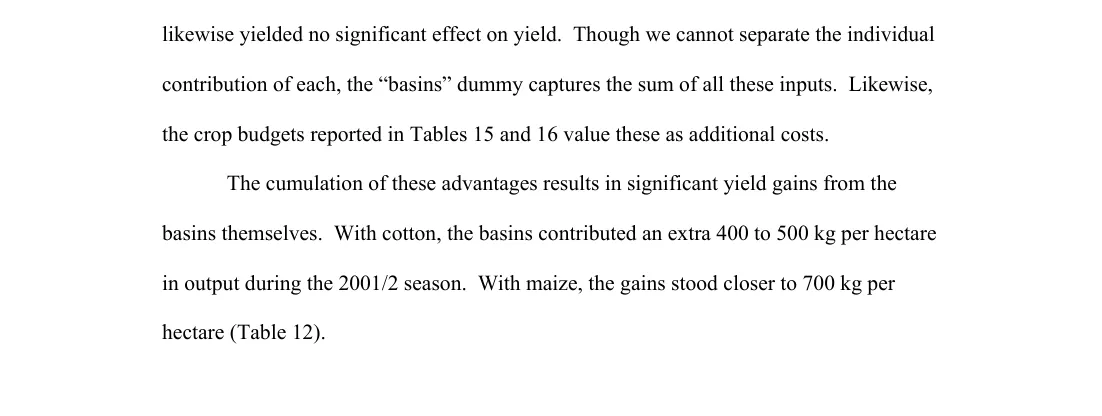 likewise yielded no significant effect on yield.  Though we cannot separate the individual
contribution of each, the “basins” dummy captures the sum of all these inputs.  Likewise,
the crop budgets reported in Tables 15 and 16 value these as additional costs.
The cumulation of these advantages results in significant yield gains from the
basins themselves.  With cotton, the basins contributed an extra 400 to 500 kg per hectare
in output during the 2001/2 season.  With maize, the gains stood closer to 700 kg per
hectare (Table 12).